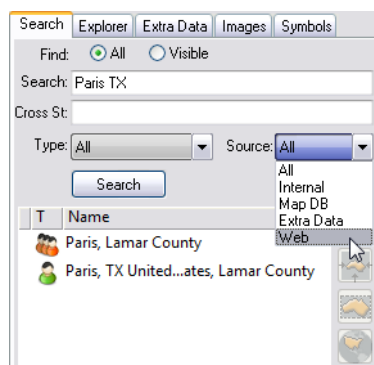 Search Explorer Extra Data Images Symbols
Find: All Visible
Search: Paris TX
Cross St:
Type: All Source: All
Search
All
Internal
Map DB
Extra Data
Web
T Name
Paris, Lamar County
Paris, TX United...ates, Lamar County